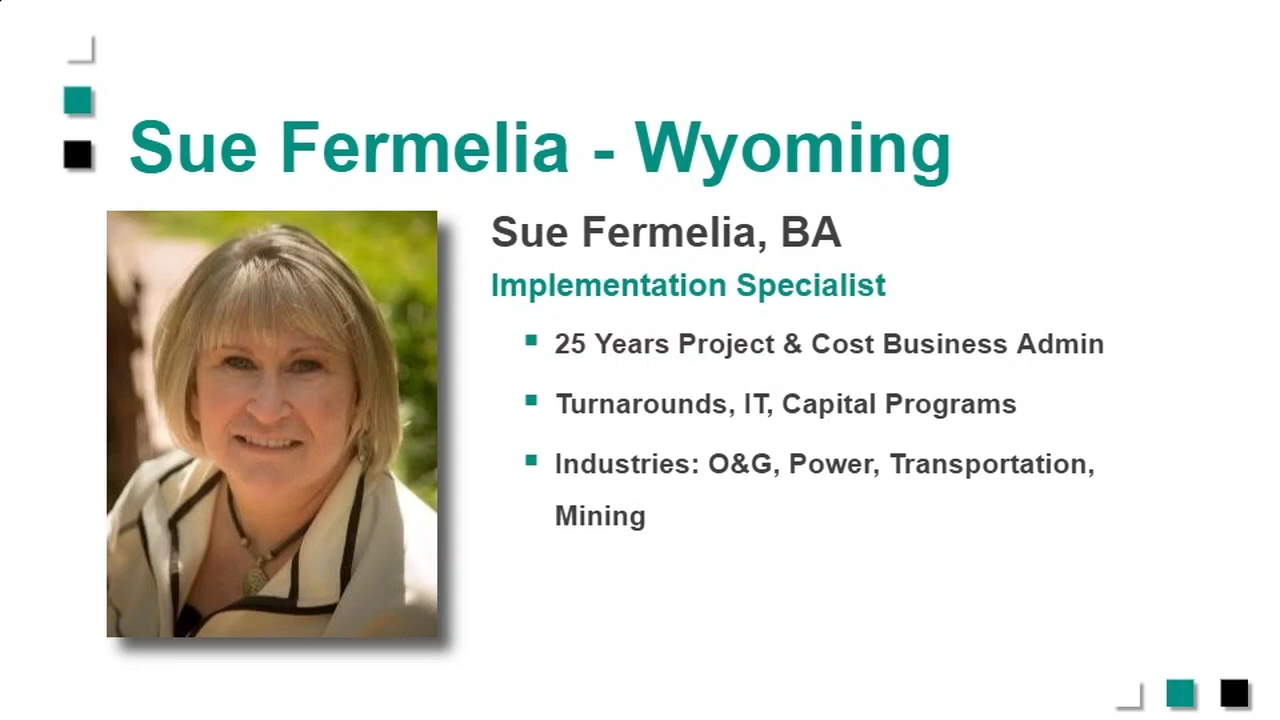 Sue Fermelia - Wyoming
Sue Fermelia, BA
Implementation Specialist
25 Years Project & Cost Business Admin
Turnarounds, IT, Capital Programs
Industries: O&G, Power, Transportation,
Mining